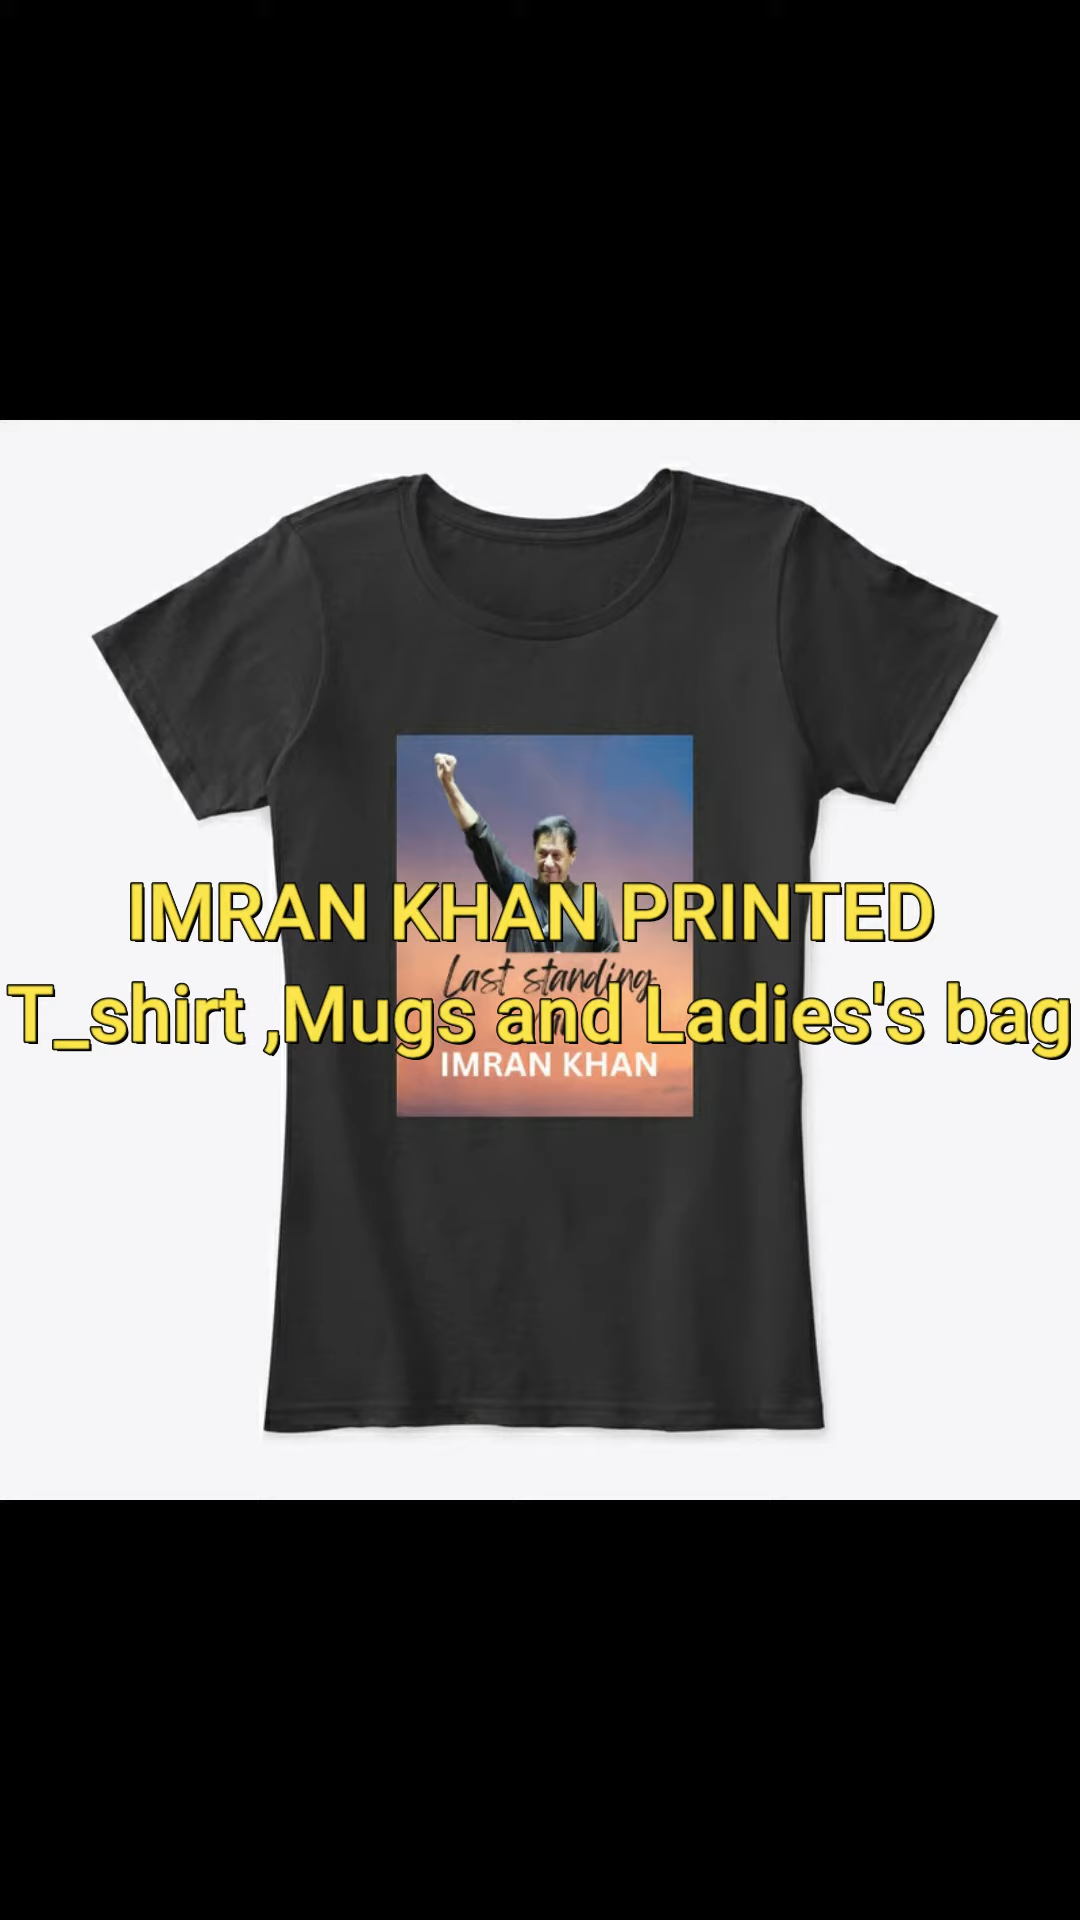 IMRAN KHAN PRINTED
Last standing
T_shirt ,Mugs and Ladies's bag
IMRAN KHAN